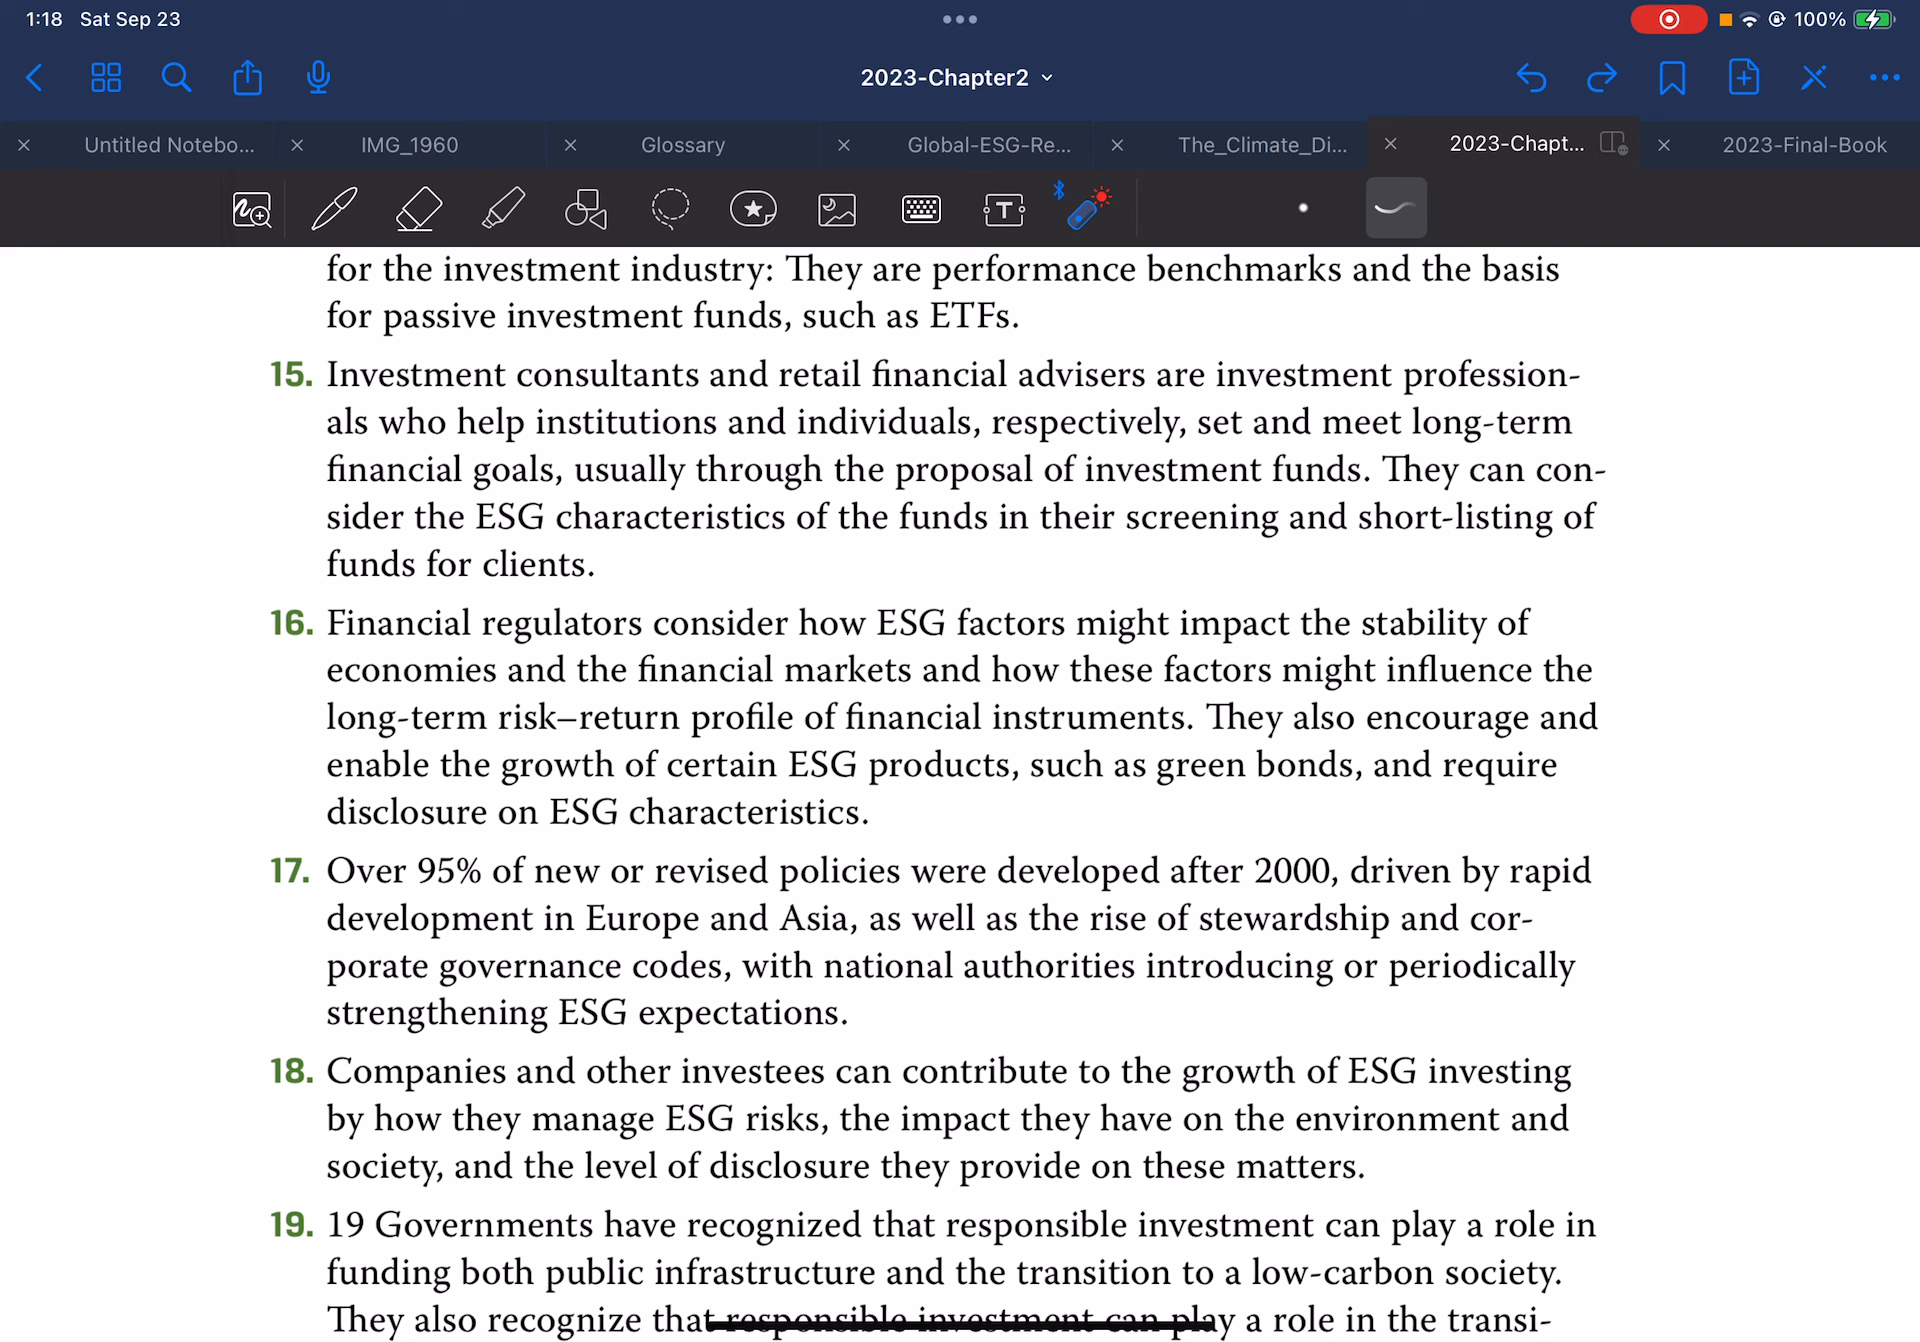 1:18 Sat Sep 23
100%
2023-Chapter2
Untitled Notebo...
IMG_1960
Glossary
Global-ESG-Re...
The_Climate_Di...
2023-Chapt...
2023-Final-Book
for the investment industry: They are performance benchmarks and the basis
for passive investment funds, such as ETFs.
15. Investment consultants and retail financial advisers are investment profession-
als who help institutions and individuals, respectively, set and meet long-term
financial goals, usually through the proposal of investment funds. They can con-
sider the ESG characteristics of the funds in their screening and short-listing of
funds for clients.
16. Financial regulators consider how ESG factors might impact the stability of
economies and the financial markets and how these factors might influence the
long-term risk–return profile of financial instruments. They also encourage and
enable the growth of certain ESG products, such as green bonds, and require
disclosure on ESG characteristics.
17. Over 95% of new or revised policies were developed after 2000, driven by rapid
development in Europe and Asia, as well as the rise of stewardship and cor-
porate governance codes, with national authorities introducing or periodically
strengthening ESG expectations.
18. Companies and other investees can contribute to the growth of ESG investing
by how they manage ESG risks, the impact they have on the environment and
society, and the level of disclosure they provide on these matters.
19. 19 Governments have recognized that responsible investment can play a role in
funding both public infrastructure and the transition to a low-carbon society.
They also recognize that responsible investment can play a role in the transi-